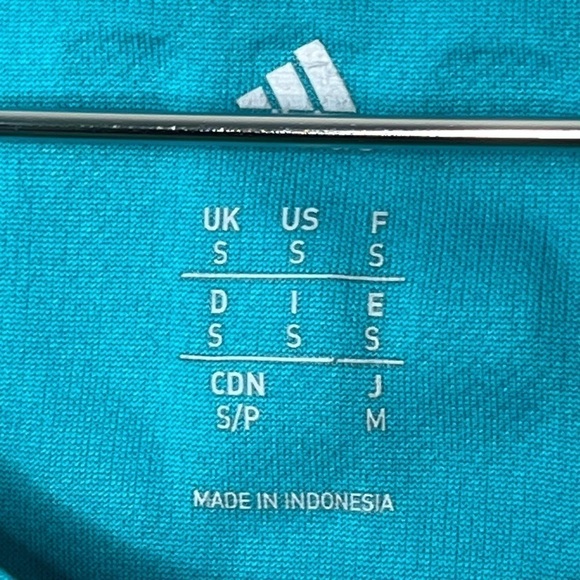 UK US F
S S S
D I E
S S S
CDN J
S/P M
MADE IN INDONESIA